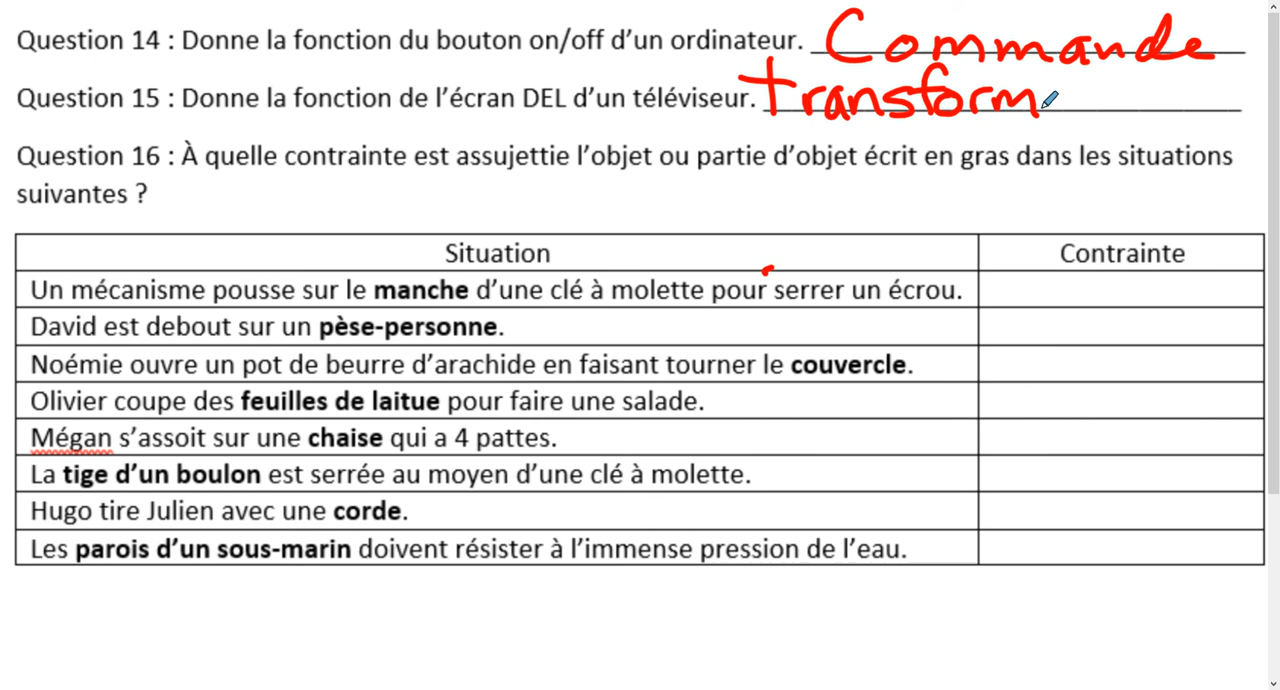 Question 14 : Donne la fonction du bouton on/off d’un ordinateur. Commande
Question 15 : Donne la fonction de l’écran DEL d’un téléviseur. transform
Question 16 : À quelle contrainte est assujettie l’objet ou partie d’objet écrit en gras dans les situations
suivantes ?
Situation Contrainte
Un mécanisme pousse sur le manche d’une clé à molette pour serrer un écrou.
David est debout sur un pèse-personne.
Noémie ouvre un pot de beurre d’arachide en faisant tourner le couvercle.
Olivier coupe des feuilles de laitue pour faire une salade.
Mégan s’assoit sur une chaise qui a 4 pattes.
La tige d’un boulon est serrée au moyen d’une clé à molette.
Hugo tire Julien avec une corde.
Les parois d’un sous-marin doivent résister à l’immense pression de l’eau.